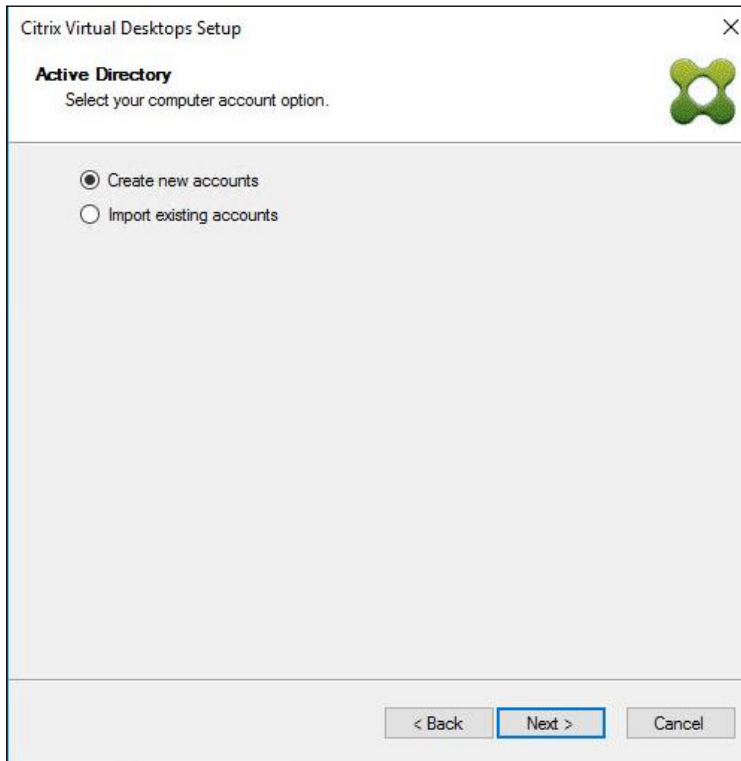 Citrix Virtual Desktops Setup
Active Directory
Select your computer account option.
Create new accounts
Import existing accounts
< Back Next > Cancel